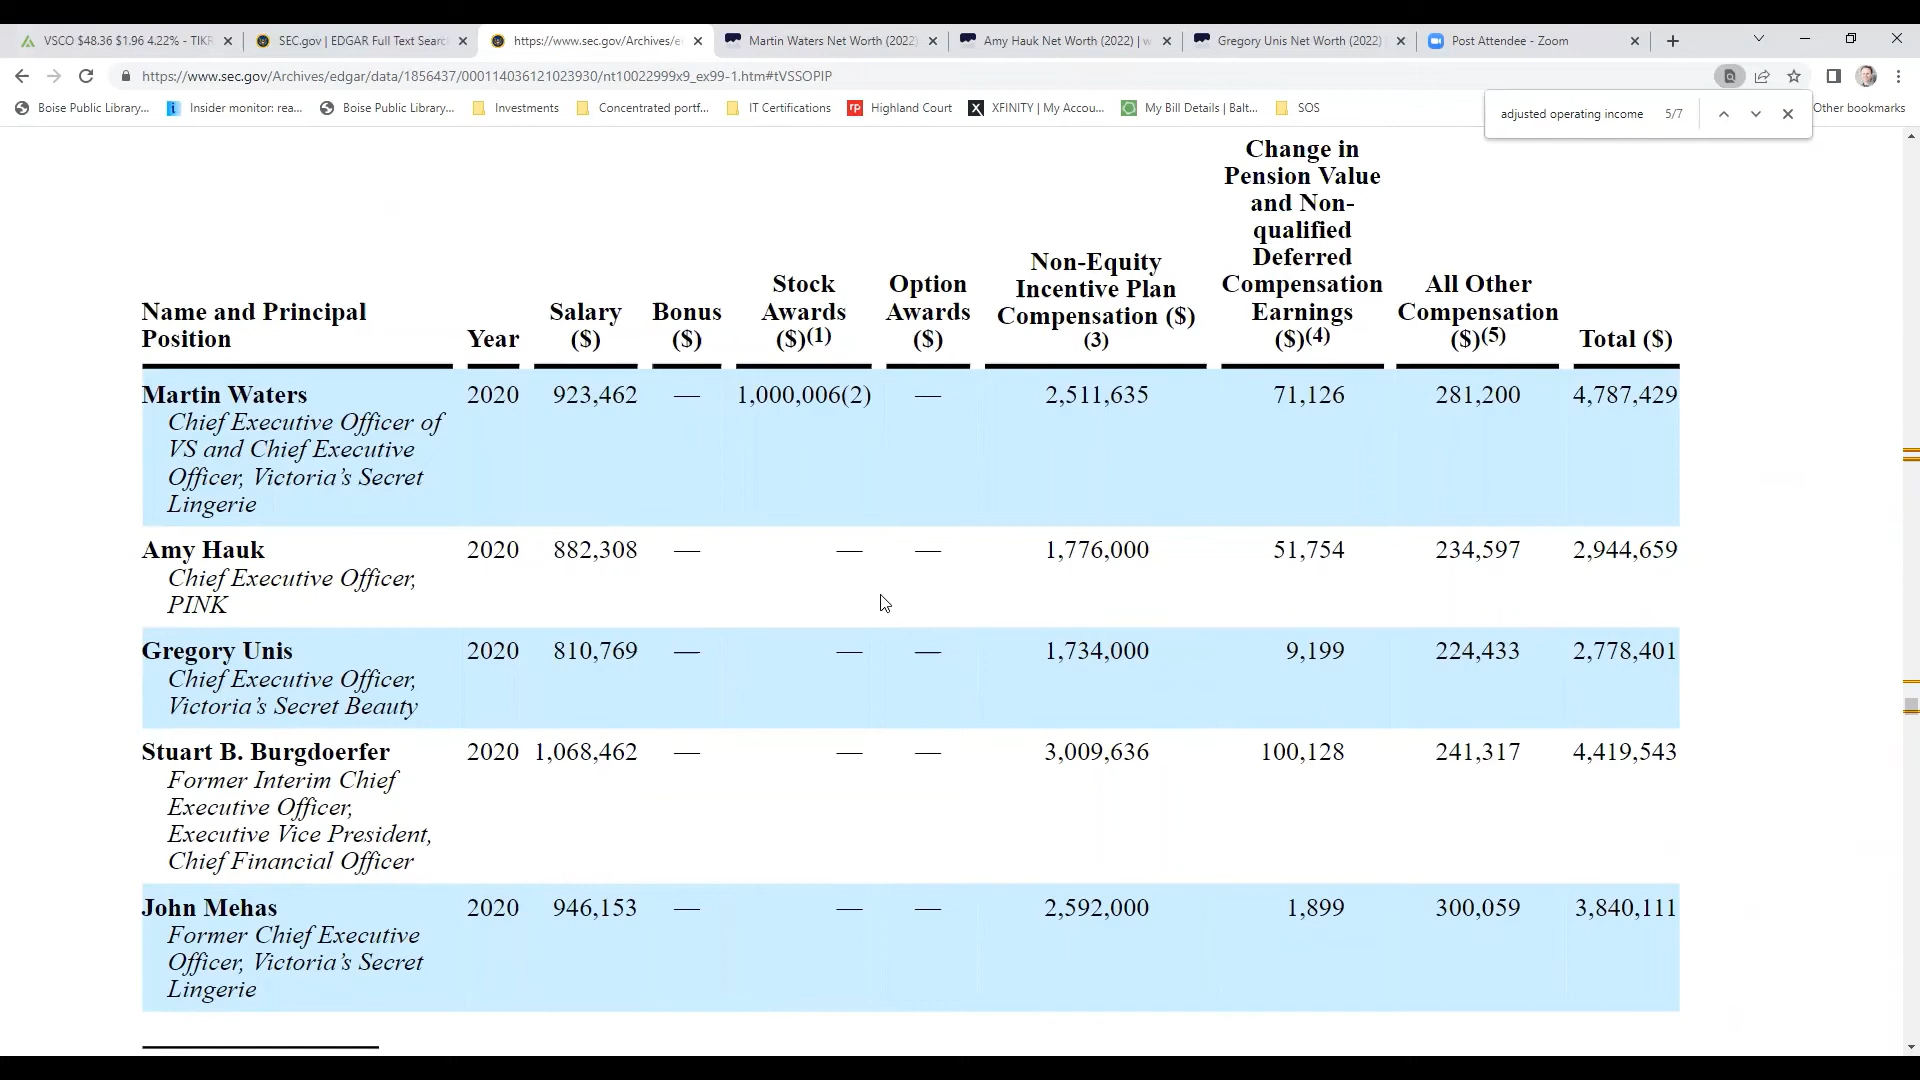 VSCO $48.36 $1.96 4.22% - TIKR
SEC.gov | EDGAR Full Text Searc
https://www.sec.gov/Archives/e
Martin Waters Net Worth (2022)
Amy Hauk Net Worth (2022) | w
Gregory Unis Net Worth (2022)
Post Attendee - Zoom
https://www.sec.gov/Archives/edgar/data/1856437/000114036121023930/nt10022999x9_ex99-1.htm#tVSSOPIP
Boise Public Library...
Insider monitor: rea...
Boise Public Library...
Investments
Concentrated portf...
IT Certifications
rp Highland Court
XFINITY | My Accou...
My Bill Details | Balt...
SOS
Other bookmarks
adjusted operating income 5/7
Name and Principal
Position
Year
Salary
($)
Bonus
($)
Stock
Awards
($)(1)
Option
Awards
($)
Non-Equity
Incentive Plan
Compensation ($)
(3)
Change in
Pension Value
and Non-
qualified
Deferred
Compensation
Earnings
($)(4)
All Other
Compensation
($)(5)
Total ($)
Martin Waters 2020 923,462 — 1,000,006(2) — 2,511,635 71,126 281,200 4,787,429
Chief Executive Officer of
VS and Chief Executive
Officer, Victoria’s Secret
Lingerie
Amy Hauk 2020 882,308 — — — 1,776,000 51,754 234,597 2,944,659
Chief Executive Officer,
PINK
Gregory Unis 2020 810,769 — — — 1,734,000 9,199 224,433 2,778,401
Chief Executive Officer,
Victoria’s Secret Beauty
Stuart B. Burgdoerfer 2020 1,068,462 — — — 3,009,636 100,128 241,317 4,419,543
Former Interim Chief
Executive Officer,
Executive Vice President,
Chief Financial Officer
John Mehas 2020 946,153 — — — 2,592,000 1,899 300,059 3,840,111
Former Chief Executive
Officer, Victoria’s Secret
Lingerie